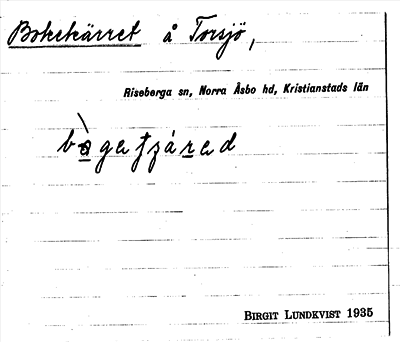 Bokekärret å Torsjö,
Riseberga sn, Norra Åsbo hd, Kristianstads län
BIRGIT LUNDKVIST 1935